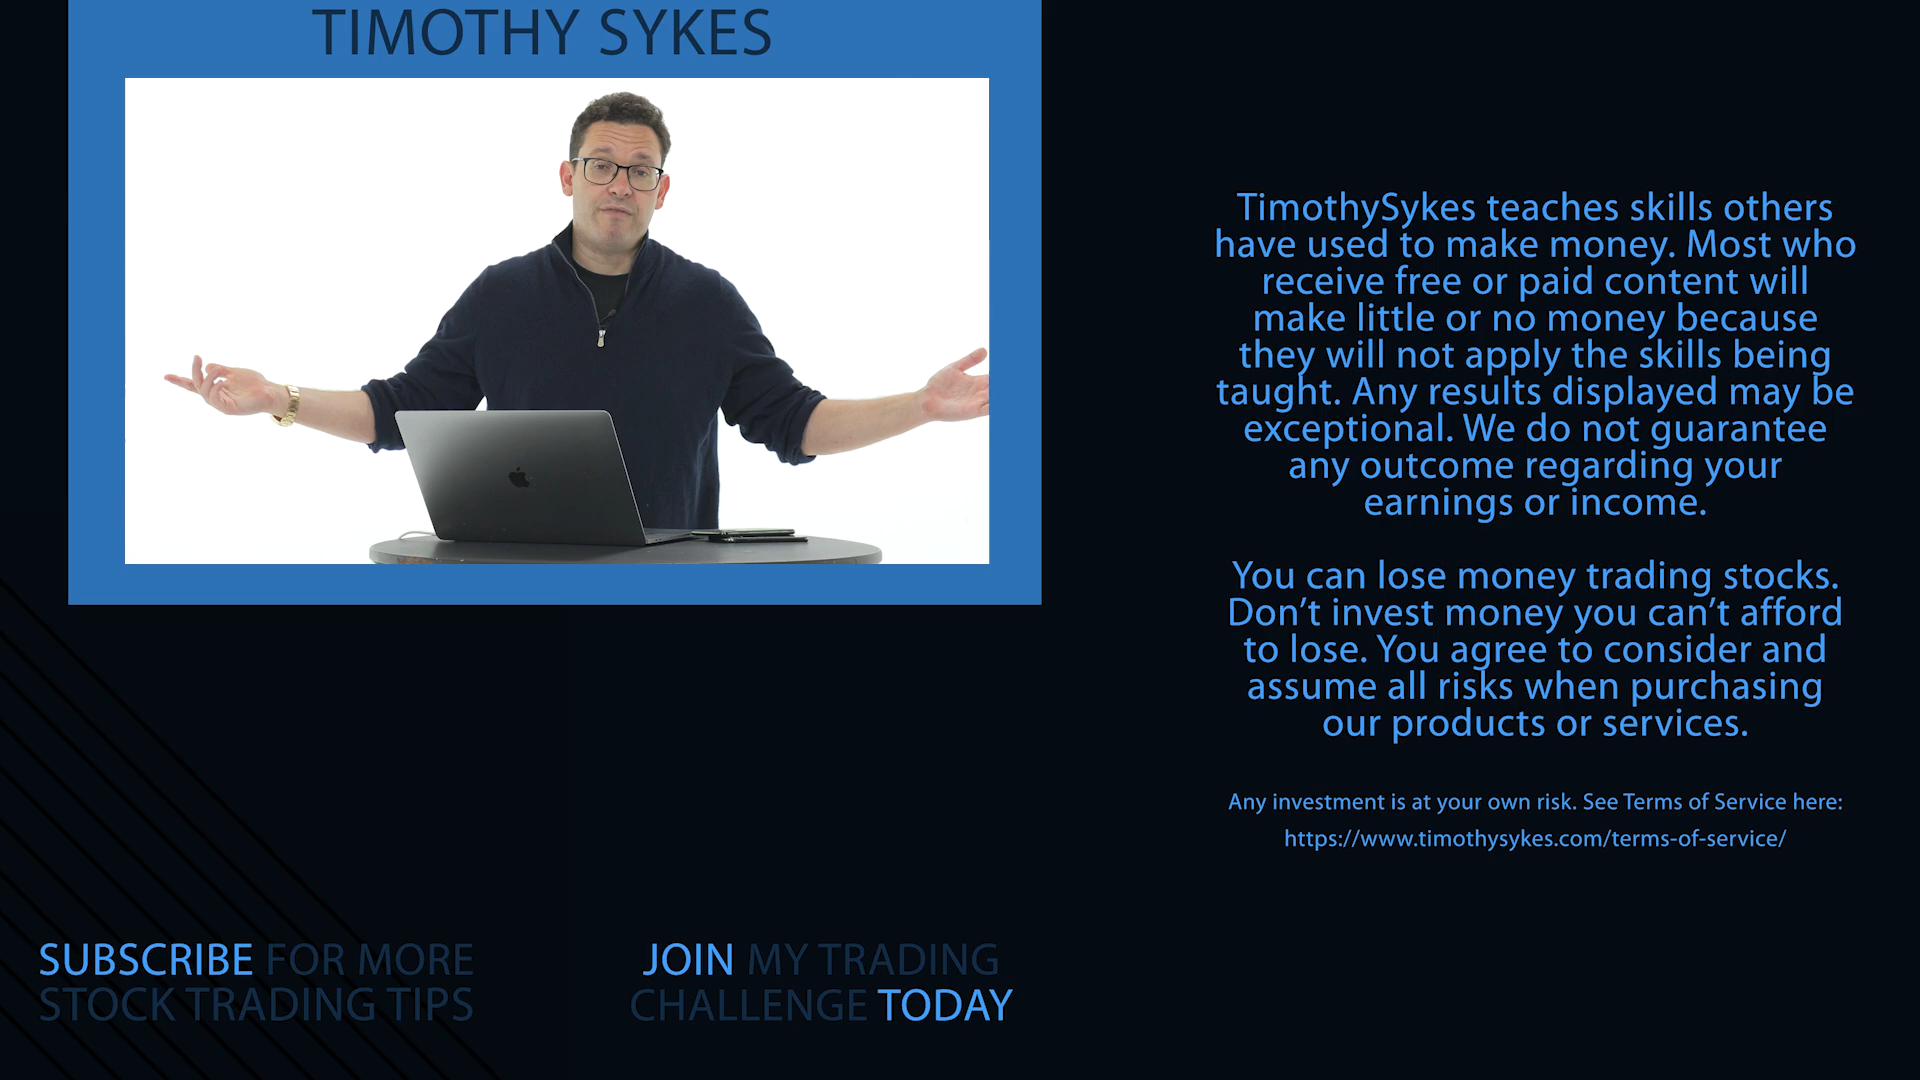 TIMOTHY SYKES
TimothySykes teaches skills others
have used to make money. Most who
receive free or paid content will
make little or no money because
they will not apply the skills being
taught. Any results displayed may be
exceptional. We do not guarantee
any outcome regarding your
earnings or income.
You can lose money trading stocks.
Don’t invest money you can’t afford
to lose. You agree to consider and
assume all risks when purchasing
our products or services.
Any investment is at your own risk. See Terms of Service here:
https://www.timothysykes.com/terms-of-service/
SUBSCRIBE FOR MORE
STOCK TRADING TIPS
JOIN MY TRADING
CHALLENGE TODAY